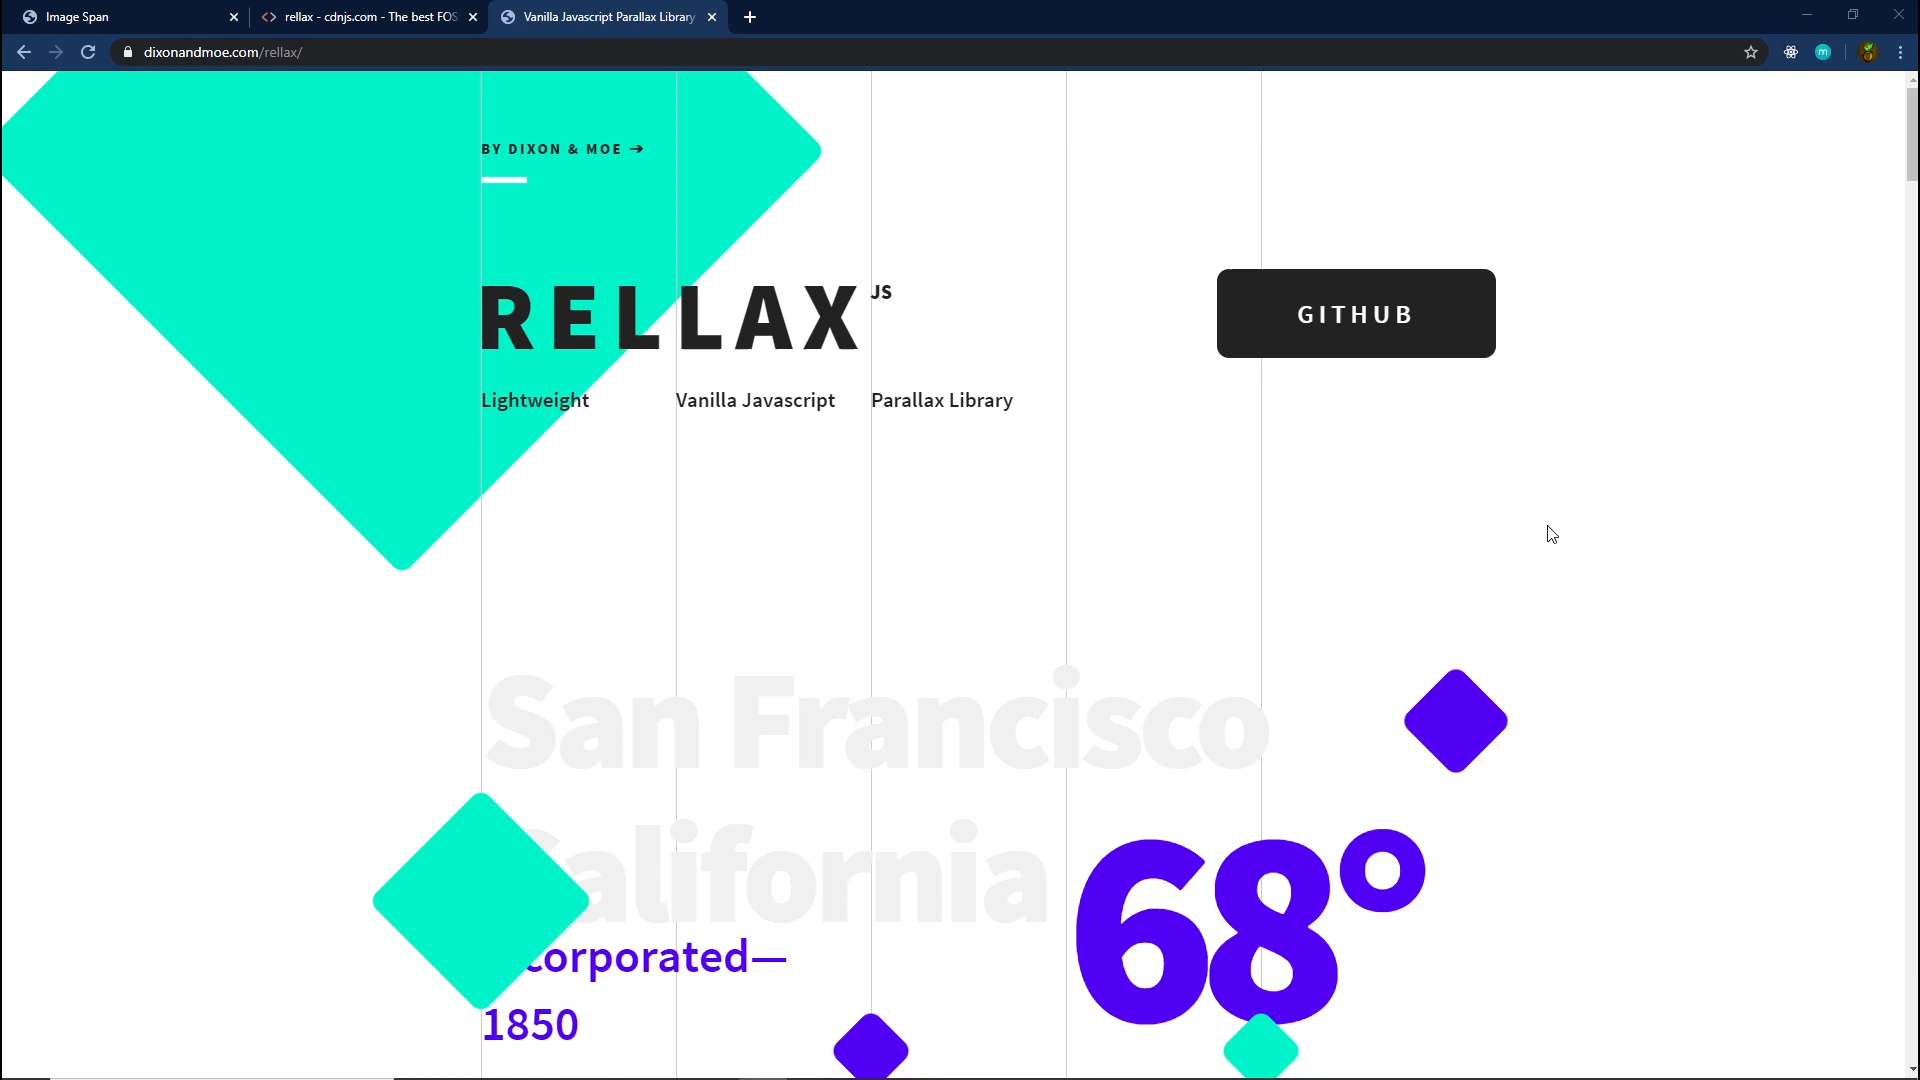 Image Span
rellax - cdnjs.com - The best FOS
Vanilla Javascript Parallax Library
dixonandmoe.com/rellax/
m
BY DIXON & MOE →
RELLAX JS
GITHUB
Lightweight
Vanilla Javascript
Parallax Library
San Francisco
California
corporated—
1850
68°